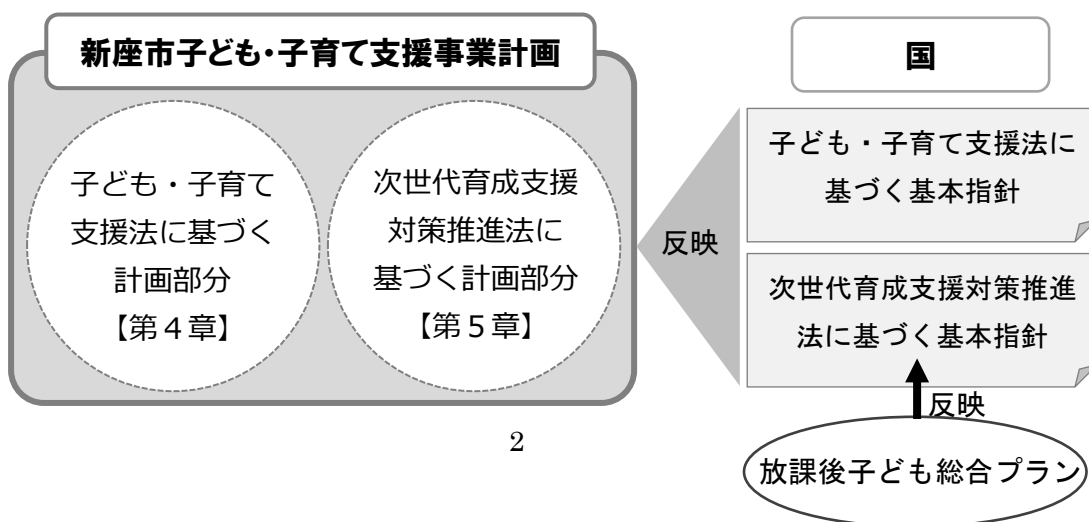 新座市子ども・子育て支援事業計画
子ども・子育て
支援法に基づく
計画部分
【第４章】
次世代育成支援
対策推進法に
基づく計画部分
【第５章】
反映
国
子ども・子育て支援法に
基づく基本指針
次世代育成支援対策推進
法に基づく基本指針
反映
放課後子ども総合プラン
2